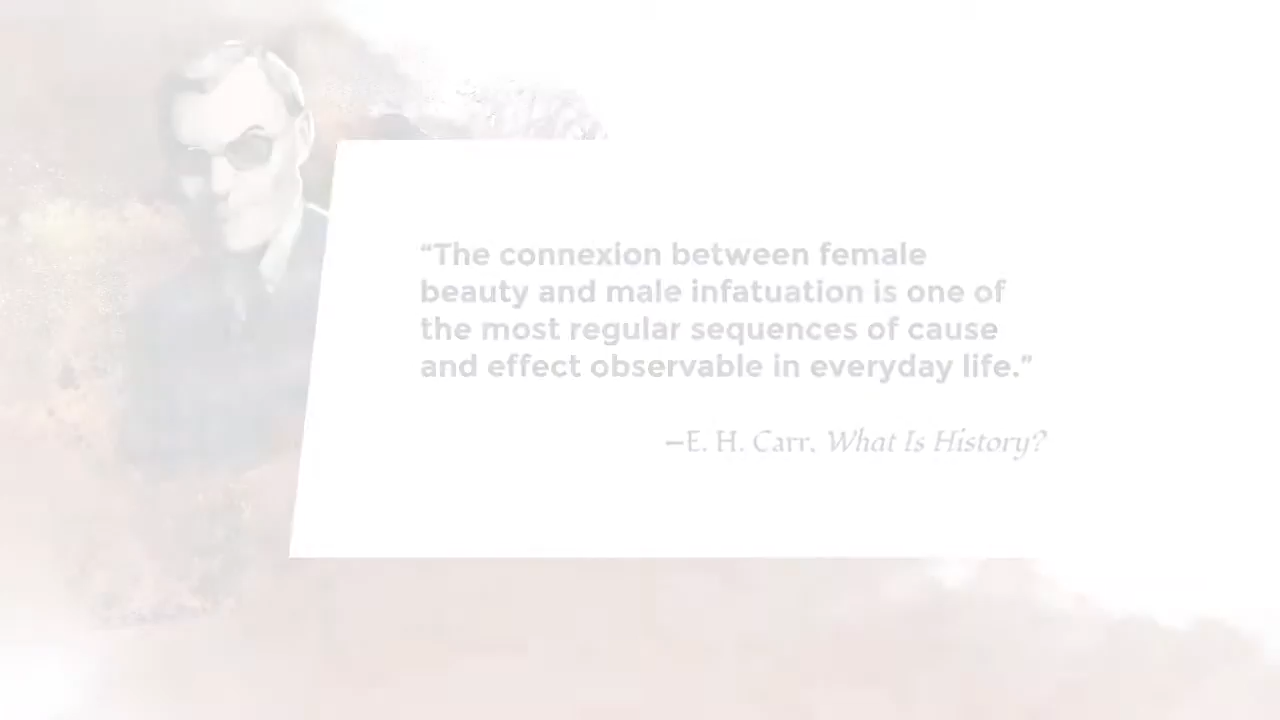 “The connexion between female
beauty and male infatuation is one of
the most regular sequences of cause
and effect observable in everyday life.”
—E. H. Carr, What Is History?